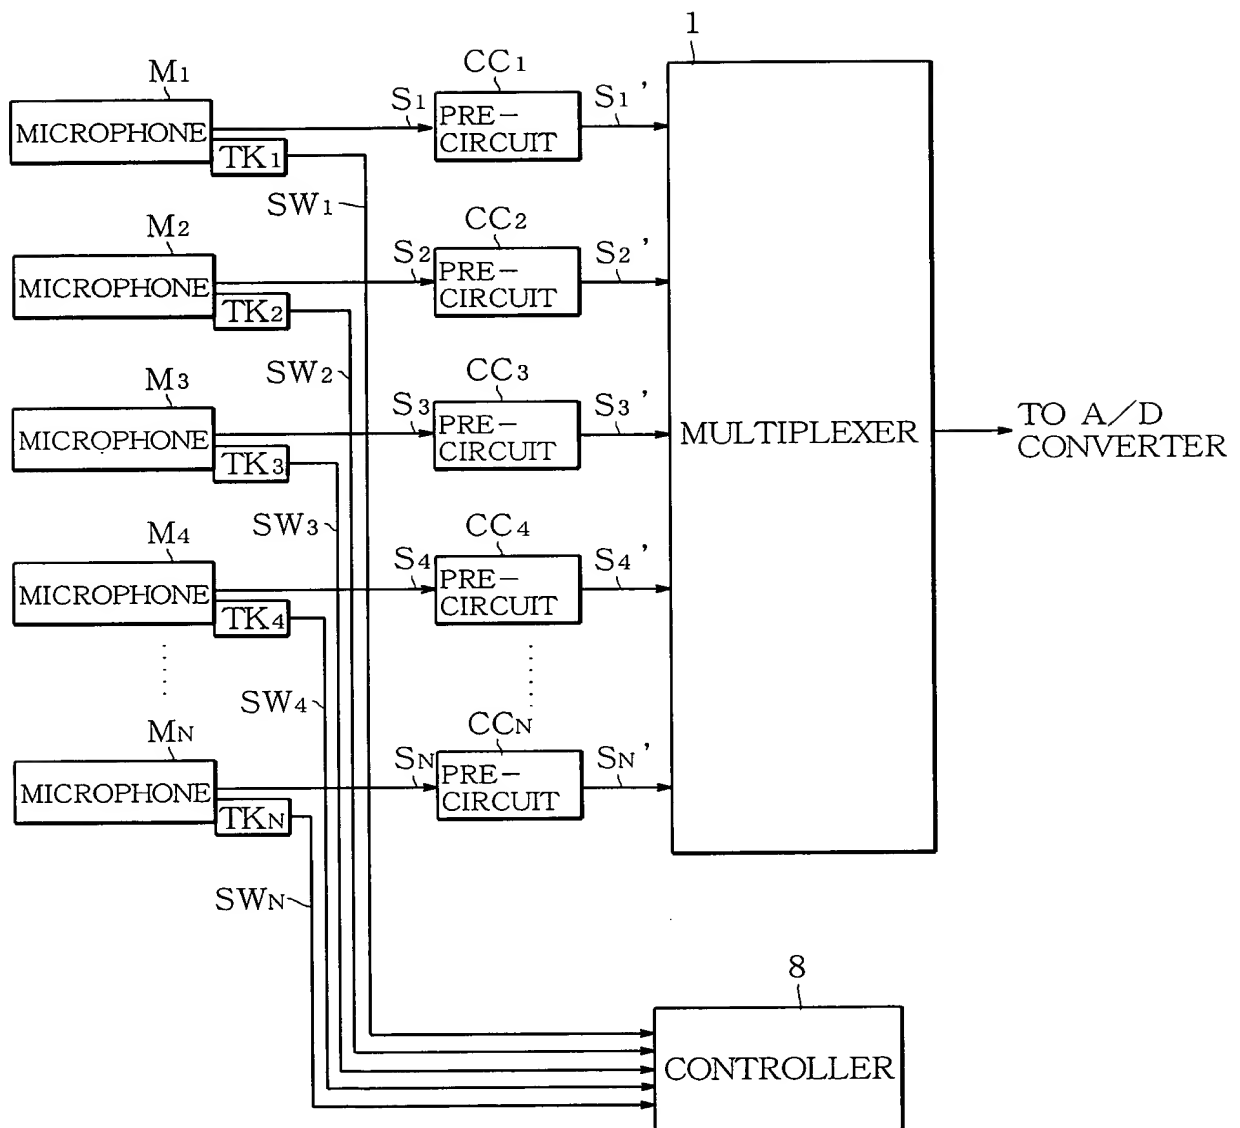 1
M1
CC1
MICROPHONE
S1
PRE-
CIRCUIT
S1'
TK1
SW1
M2
CC2
MICROPHONE
S2
PRE-
CIRCUIT
S2'
TK2
SW2
M3
CC3
MICROPHONE
S3
PRE-
CIRCUIT
S3'
MULTIPLEXER
TO A/D
CONVERTER
TK3
SW3
M4
CC4
MICROPHONE
S4
PRE-
CIRCUIT
S4'
TK4
SW4
MN
CCN
MICROPHONE
SN
PRE-
CIRCUIT
SN'
TKN
SWN
8
CONTROLLER